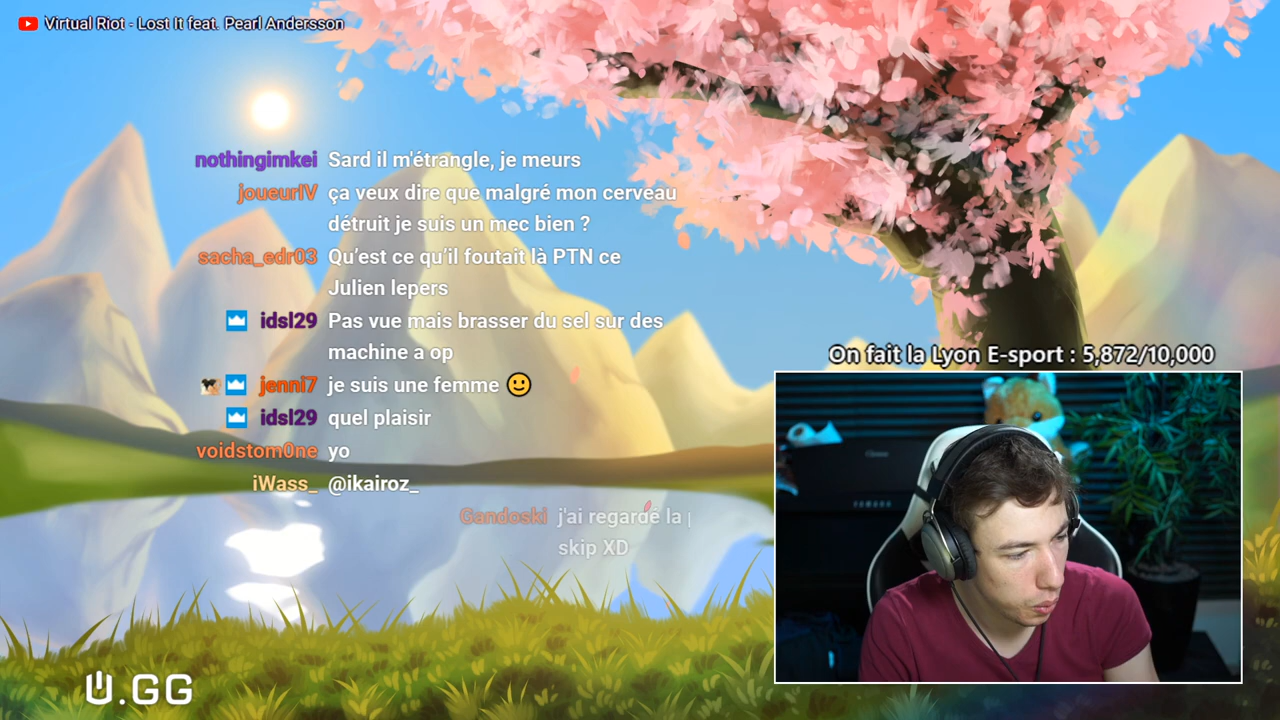 Virtual Riot - Lost It feat. Pearl Andersson
nothingimkei Sard il m'étrangle, je meurs
joueurIV ça veux dire que malgré mon cerveau
détruit je suis un mec bien ?
sacha_edr03 Qu'est ce qu'il foutait là PTN ce
Julien lepers
idsl29 Pas vue mais brasser du sel sur des
machine a op
jenni7 je suis une femme 🙂
idsl29 quel plaisir
voidstom0ne yo
iWass_ @ikairoz_
Gandoski j'ai regardé la
skip XD
On fait la Lyon E-sport : 5,872/10,000
YAMAHA
U.GG